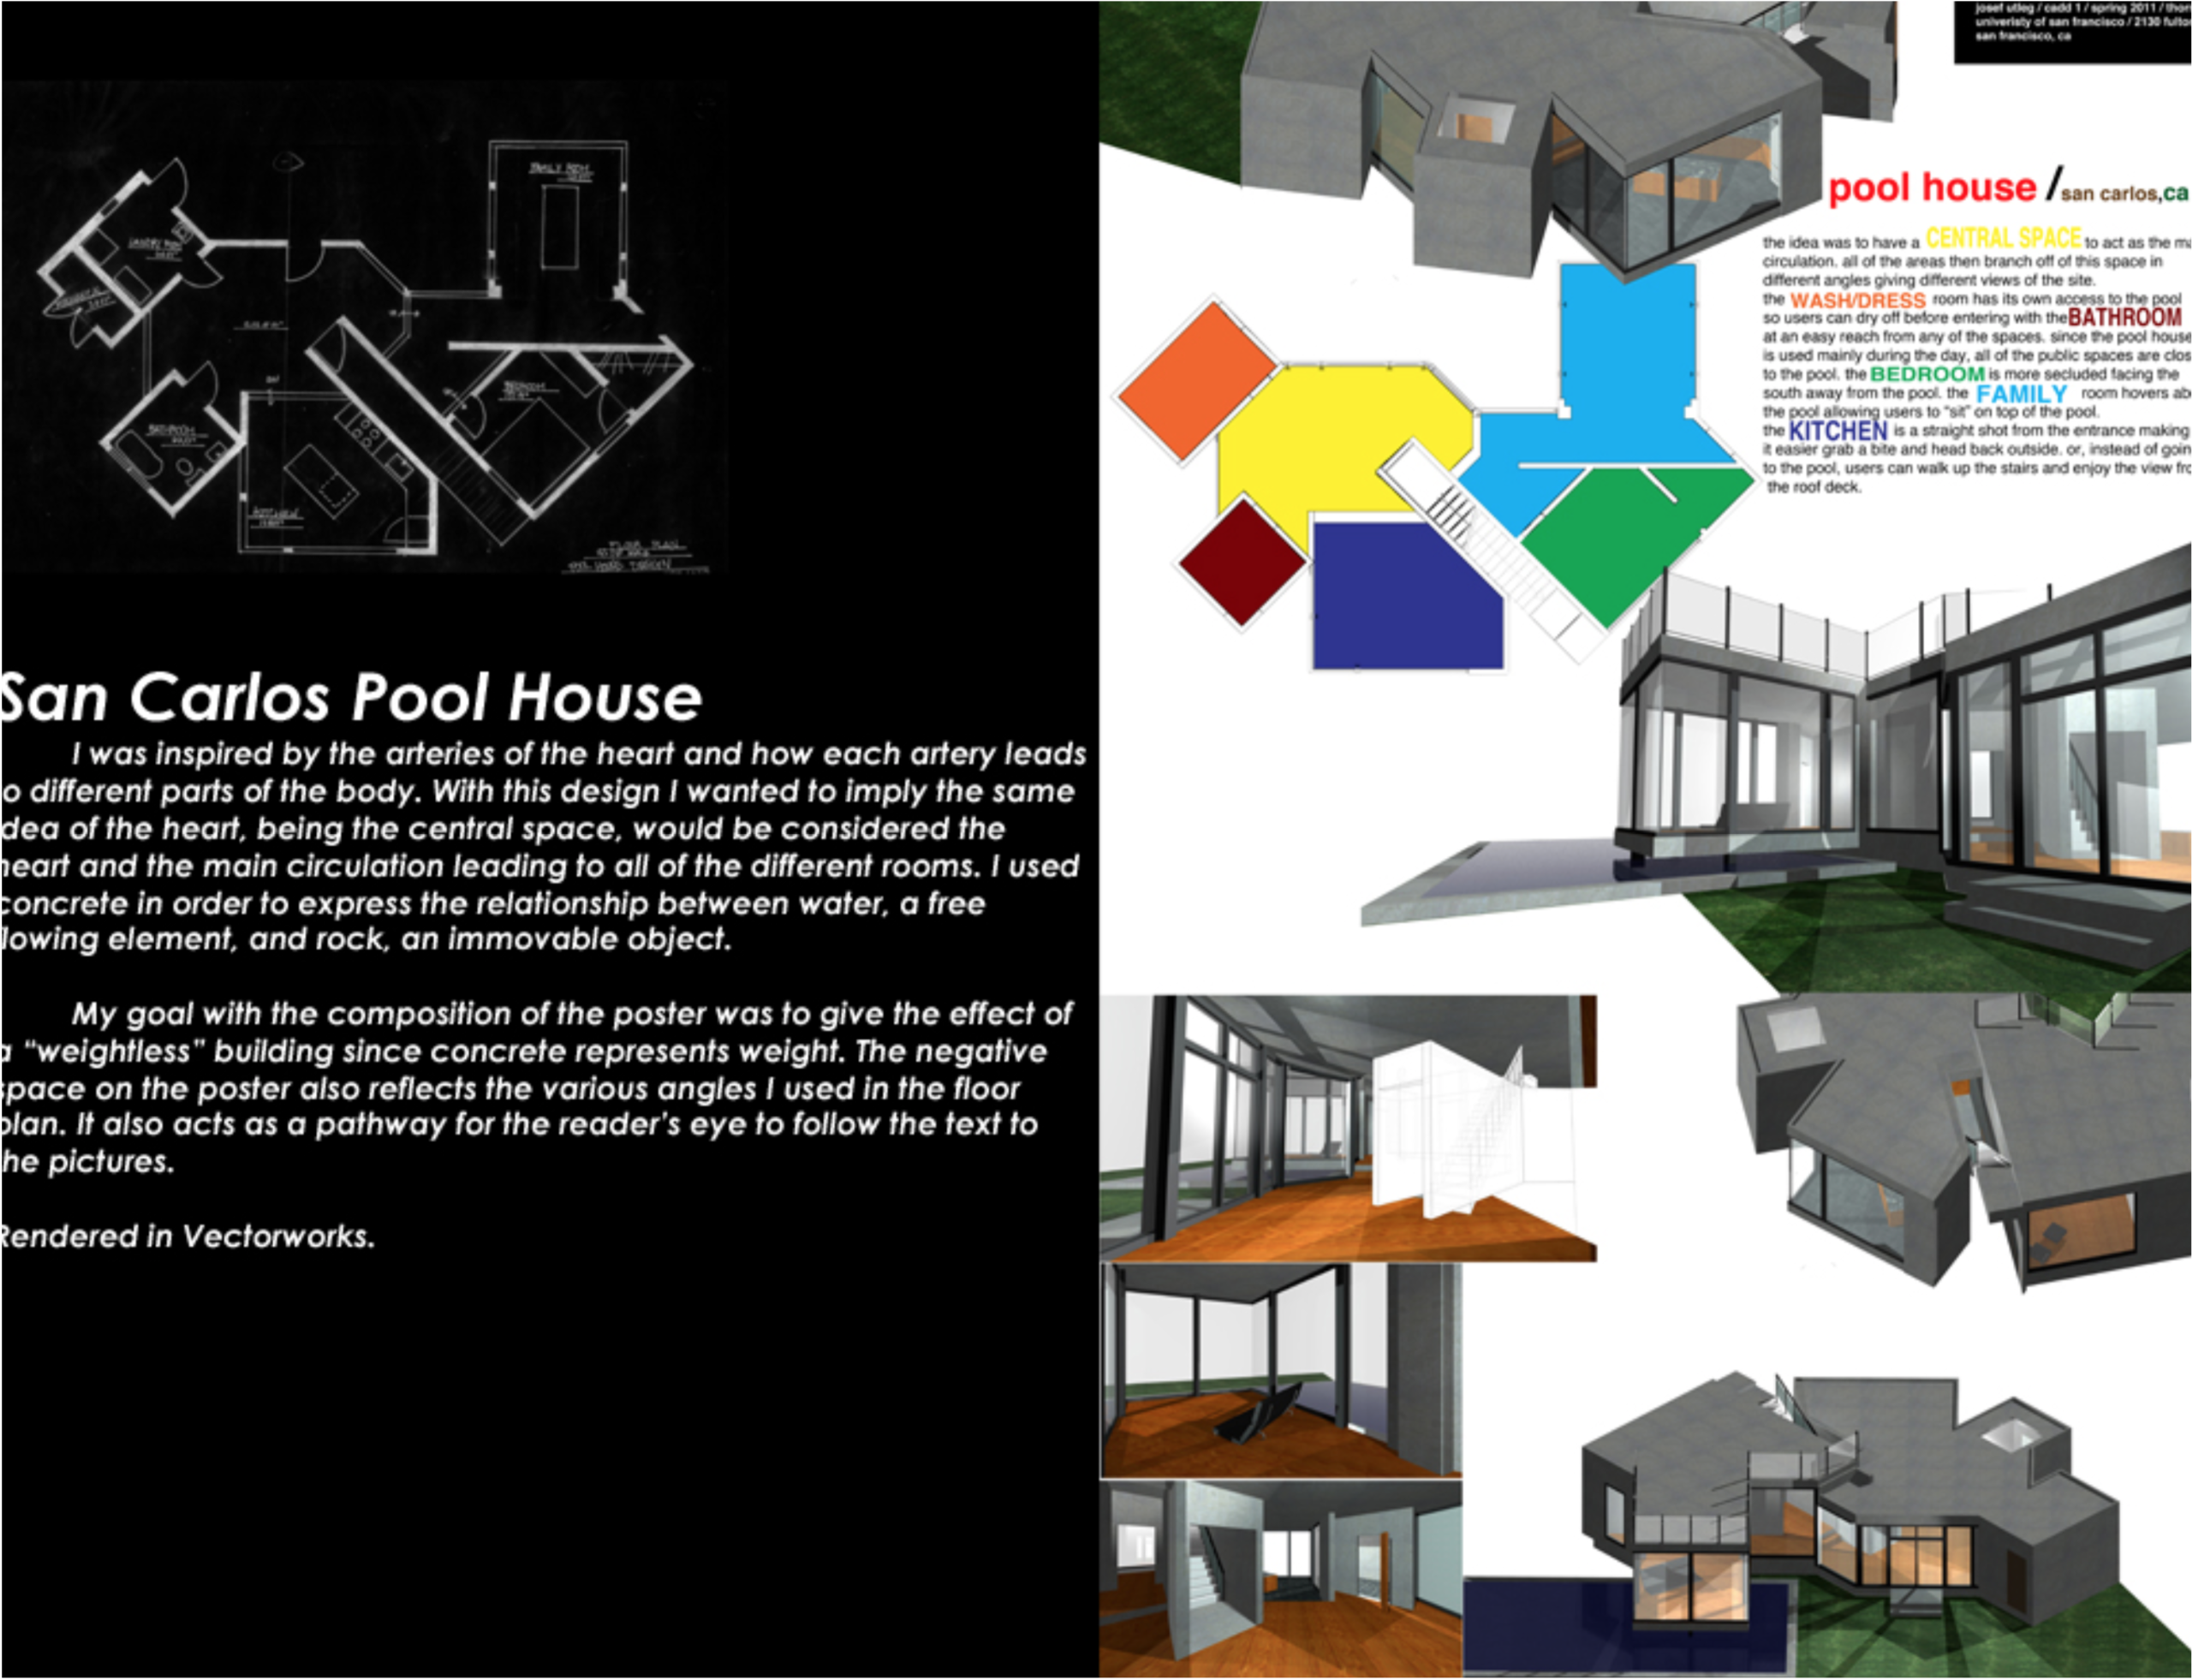 FAMILY ROOM
BEDROOM
BATHROOM
KITCHEN
FLOOR PLAN
San Carlos Pool House
I was inspired by the arteries of the heart and how each artery leads
o different parts of the body. With this design I wanted to imply the same
dea of the heart, being the central space, would be considered the
heart and the main circulation leading to all of the different rooms. I used
concrete in order to express the relationship between water, a free
lowing element, and rock, an immovable object.
My goal with the composition of the poster was to give the effect of
a “weightless” building since concrete represents weight. The negative
space on the poster also reflects the various angles I used in the floor
plan. It also acts as a pathway for the reader’s eye to follow the text to
he pictures.
Rendered in Vectorworks.
josef utleg / cadd 1 / spring 2011 / thom
univeristy of san francisco / 2130 fulto
san francisco, ca
pool house / san carlos,ca
the idea was to have a CENTRAL SPACE to act as the ma
circulation. all of the areas then branch off of this space in
different angles giving different views of the site.
the WASH/DRESS room has its own access to the pool
so users can dry off before entering with the BATHROOM
at an easy reach from any of the spaces. since the pool house
is used mainly during the day, all of the public spaces are clos
to the pool. the BEDROOM is more secluded facing the
south away from the pool. the FAMILY room hovers abo
the pool allowing users to “sit” on top of the pool.
the KITCHEN is a straight shot from the entrance making
it easier grab a bite and head back outside. or, instead of goin
to the pool, users can walk up the stairs and enjoy the view fro
the roof deck.